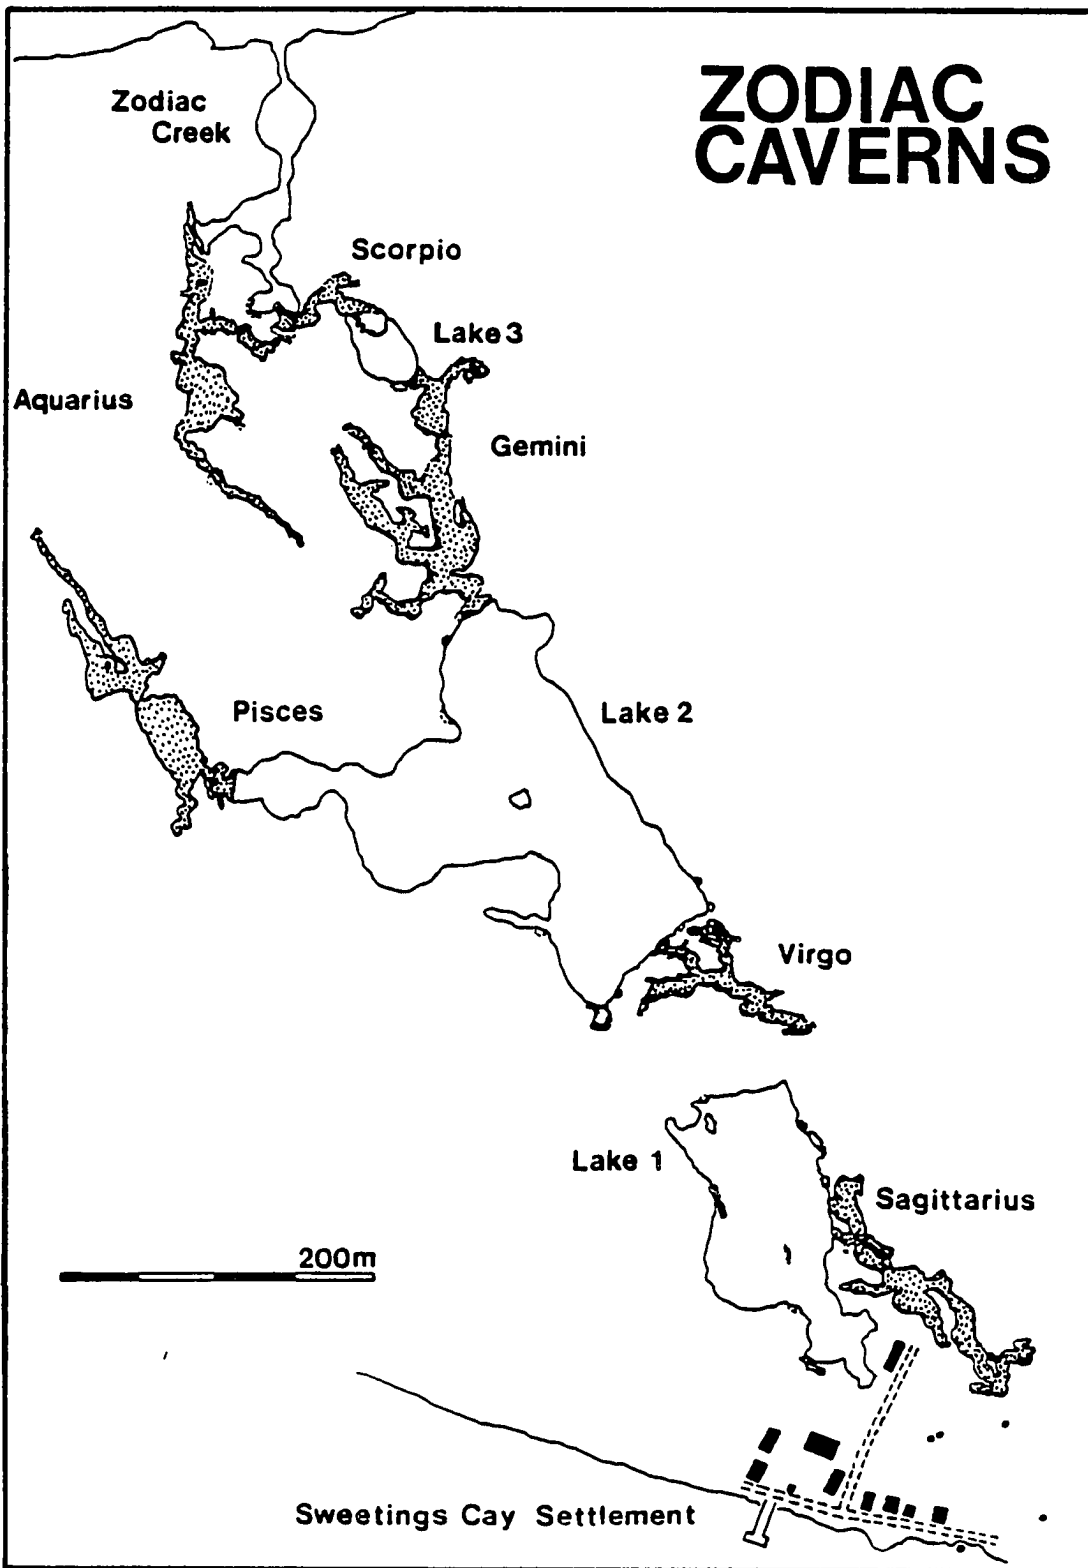 ZODIAC
CAVERNS
Zodiac
Creek
Scorpio
Lake 3
Aquarius
Gemini
Pisces
Lake 2
Virgo
Lake 1
Sagittarius
200m
Sweetings Cay Settlement